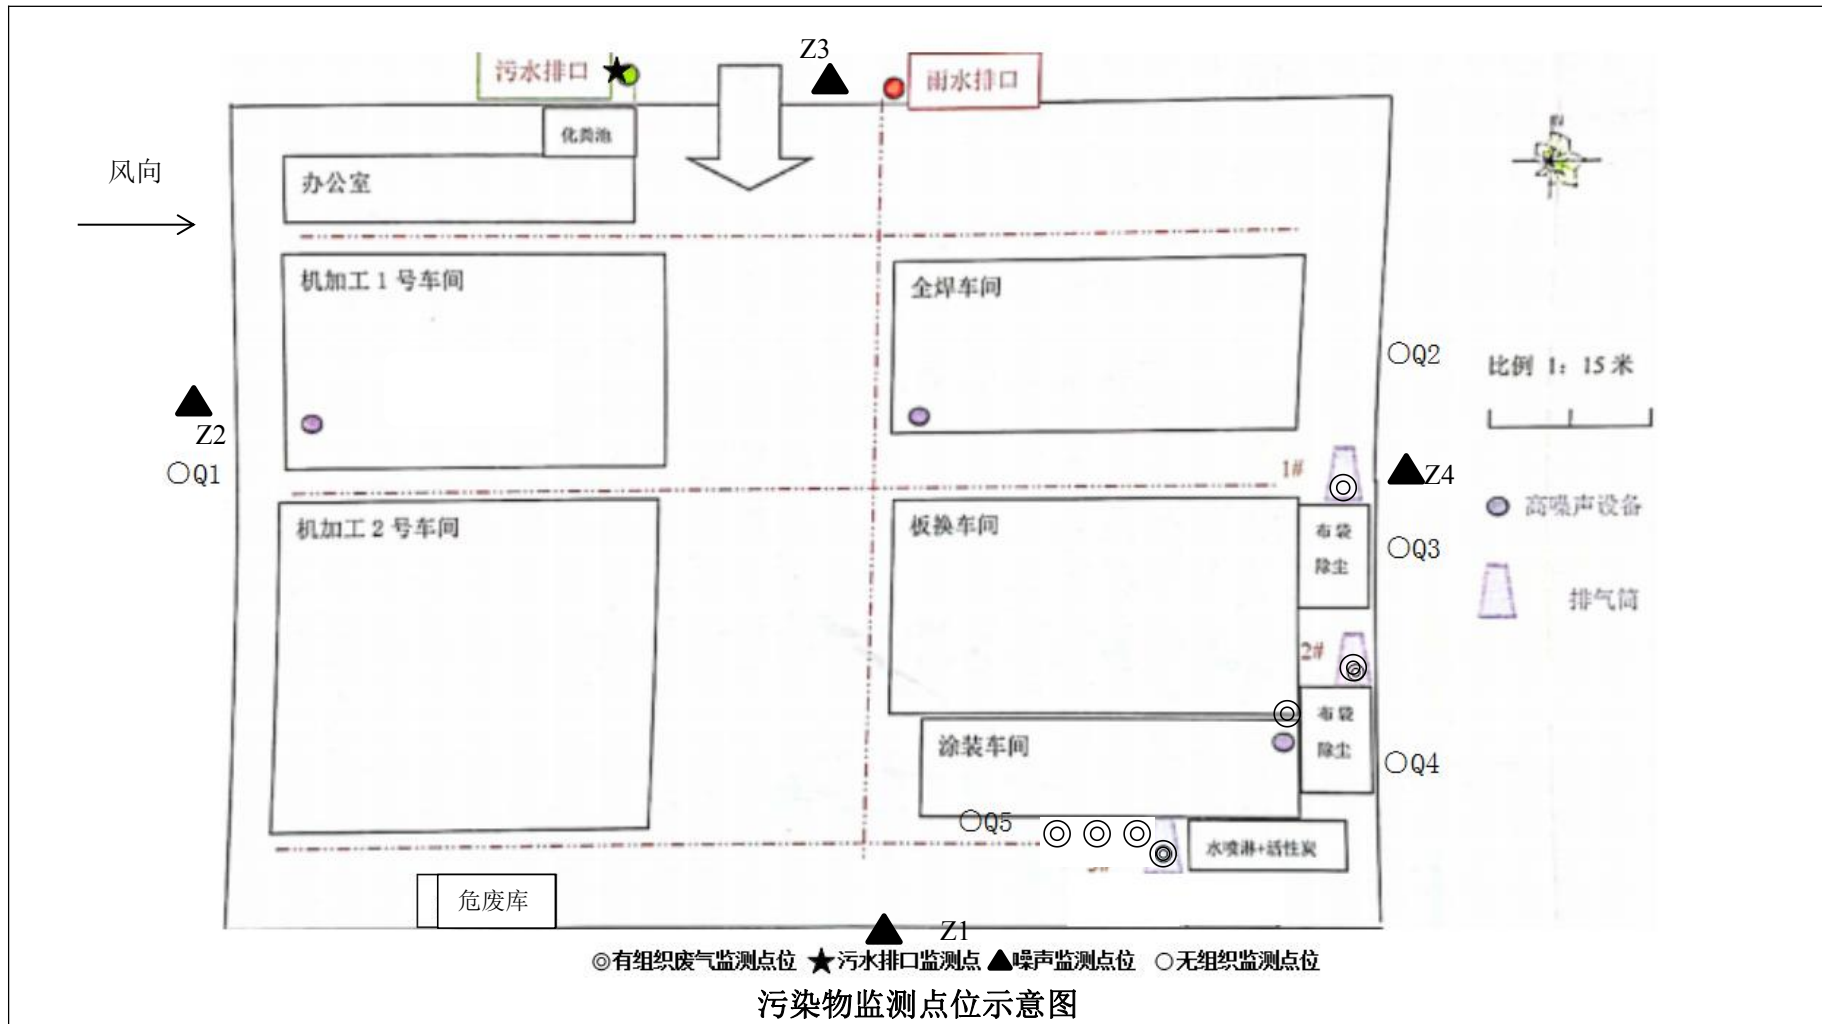 Z3
污水排口
雨水排口
化粪池
风向
办公室
机加工1号车间
全焊车间
Q2
比例 1：15米
Z2
Q1
1#
Z4
机加工2号车间
板换车间
布袋
除尘
高噪声设备
Q3
排气筒
2#
布袋
除尘
涂装车间
Q4
Q5
水喷淋+活性炭
危废库
Z1
◎有组织废气监测点位 ★污水排口监测点 ▲噪声监测点位 ○无组织监测点位
污染物监测点位示意图